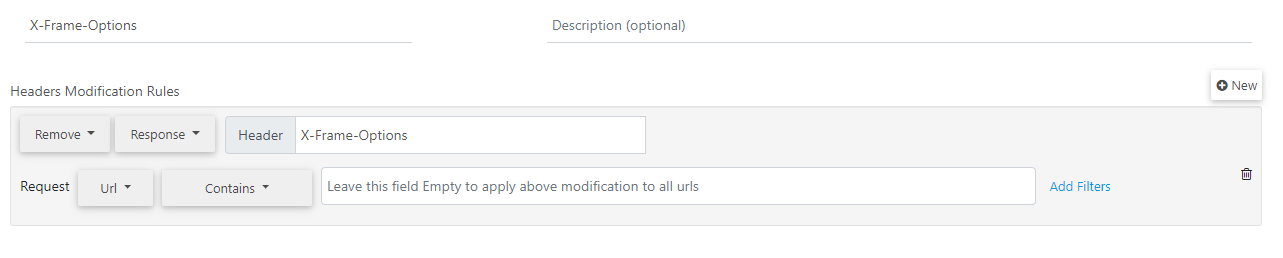 X-Frame-Options Description (optional)
Headers Modification Rules New
Remove Response Header X-Frame-Options
Request Url Contains Leave this field Empty to apply above modification to all urls Add Filters